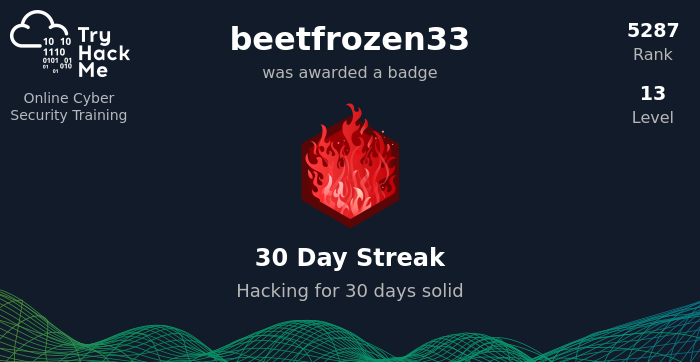 Try
Hack
Me
10 10
1110
0101 01
01 010
01
Online Cyber
Security Training
beetfrozen33
was awarded a badge
5287
Rank
13
Level
30 Day Streak
Hacking for 30 days solid